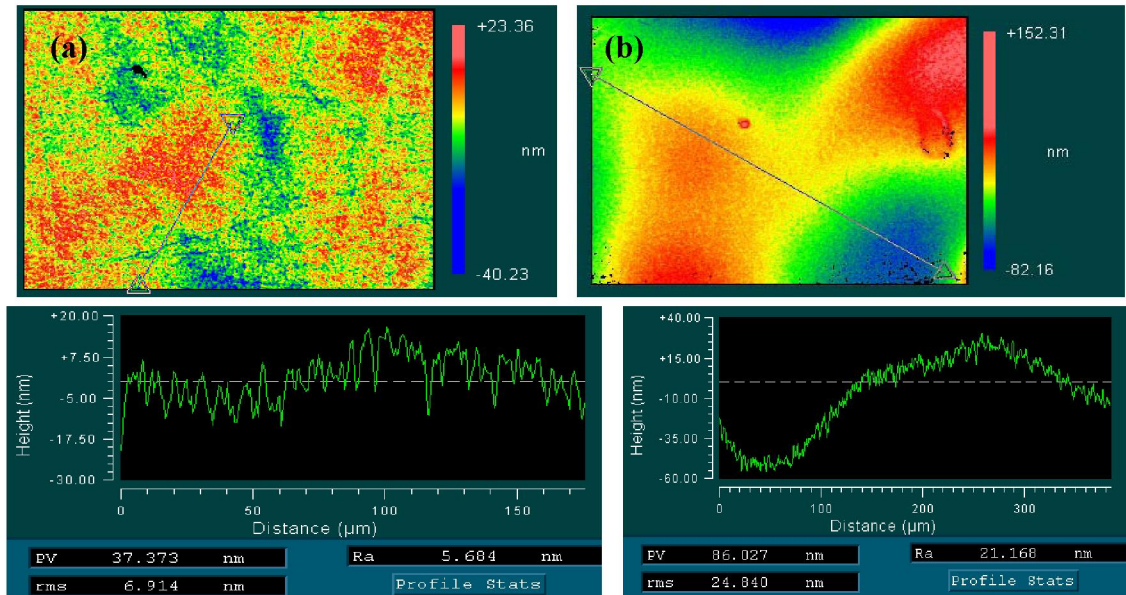 (a)
+23.36
nm
-40.23
(b)
+152.31
nm
-82.16
+20.00
+7.50
-5.00
-17.50
-30.00
Height (nm)
0
50
100
150
Distance (µm)
PV 37.373 nm
Ra 5.684 nm
rms 6.914 nm
Profile Stats
+40.00
+15.00
-10.00
-35.00
-60.00
Height (nm)
0
100
200
300
Distance (µm)
PV 86.027 nm
Ra 21.168 nm
rms 24.840 nm
Profile Stats